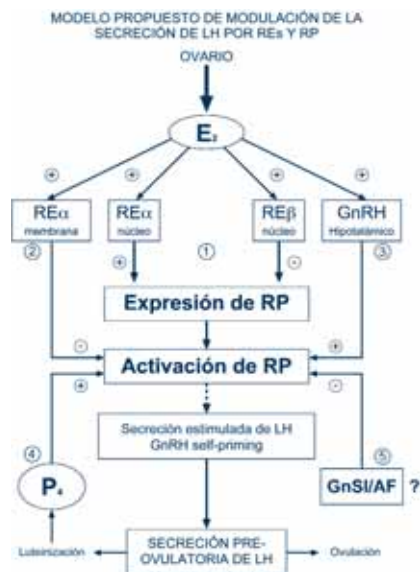 MODELO PROPUESTO DE MODULACIÓN DE LA
SECRECIÓN DE LH POR REs Y RP
OVARIO
E₂
⊕ ⊕ ⊕ ⊕
REα
membrana
REα
núcleo
REβ
núcleo
GnRH
Hipotalámico
② ⊕ ① ⊖ ③
Expresión de RP
⊖ ⊕
Activación de RP
⊕ ⊖
Secreción estimulada de LH
GnRH self-priming
④ ⑤
P₄
GnSI/AF ?
SECRECIÓN PRE-
OVULATORIA DE LH
Luteinización
Ovulación